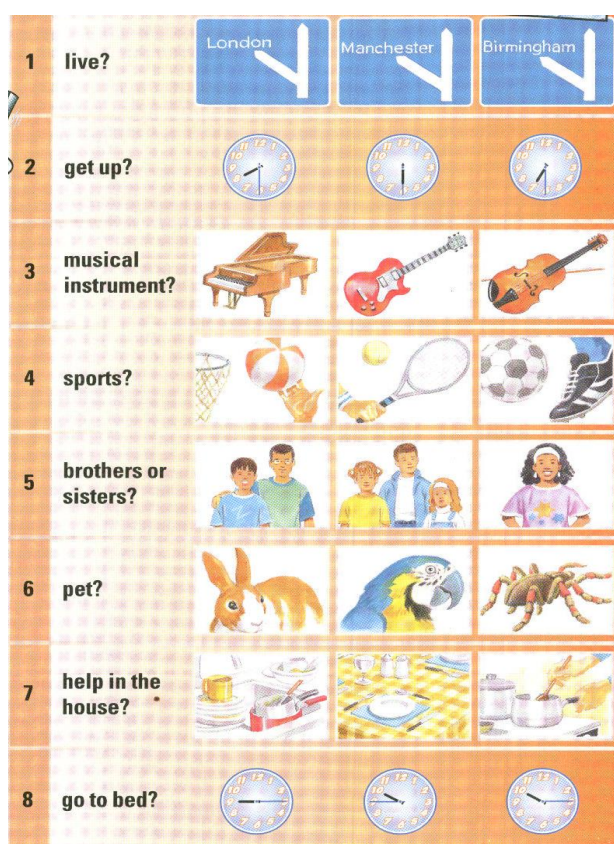 1 live? London Manchester Birmingham
2 get up?
3 musical
instrument?
4 sports?
5 brothers or
sisters?
6 pet?
7 help in the
house?
8 go to bed?